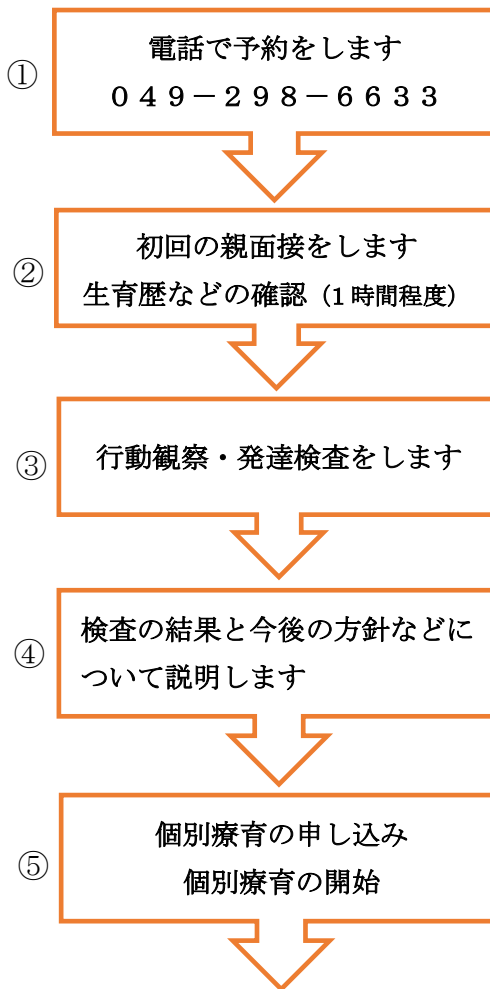 ①
電話で予約をします
０４９－２９８－６６３３
②
初回の親面接をします
生育歴などの確認（1 時間程度）
③
行動観察・発達検査をします
④
検査の結果と今後の方針などに
ついて説明します
⑤
個別療育の申し込み
個別療育の開始